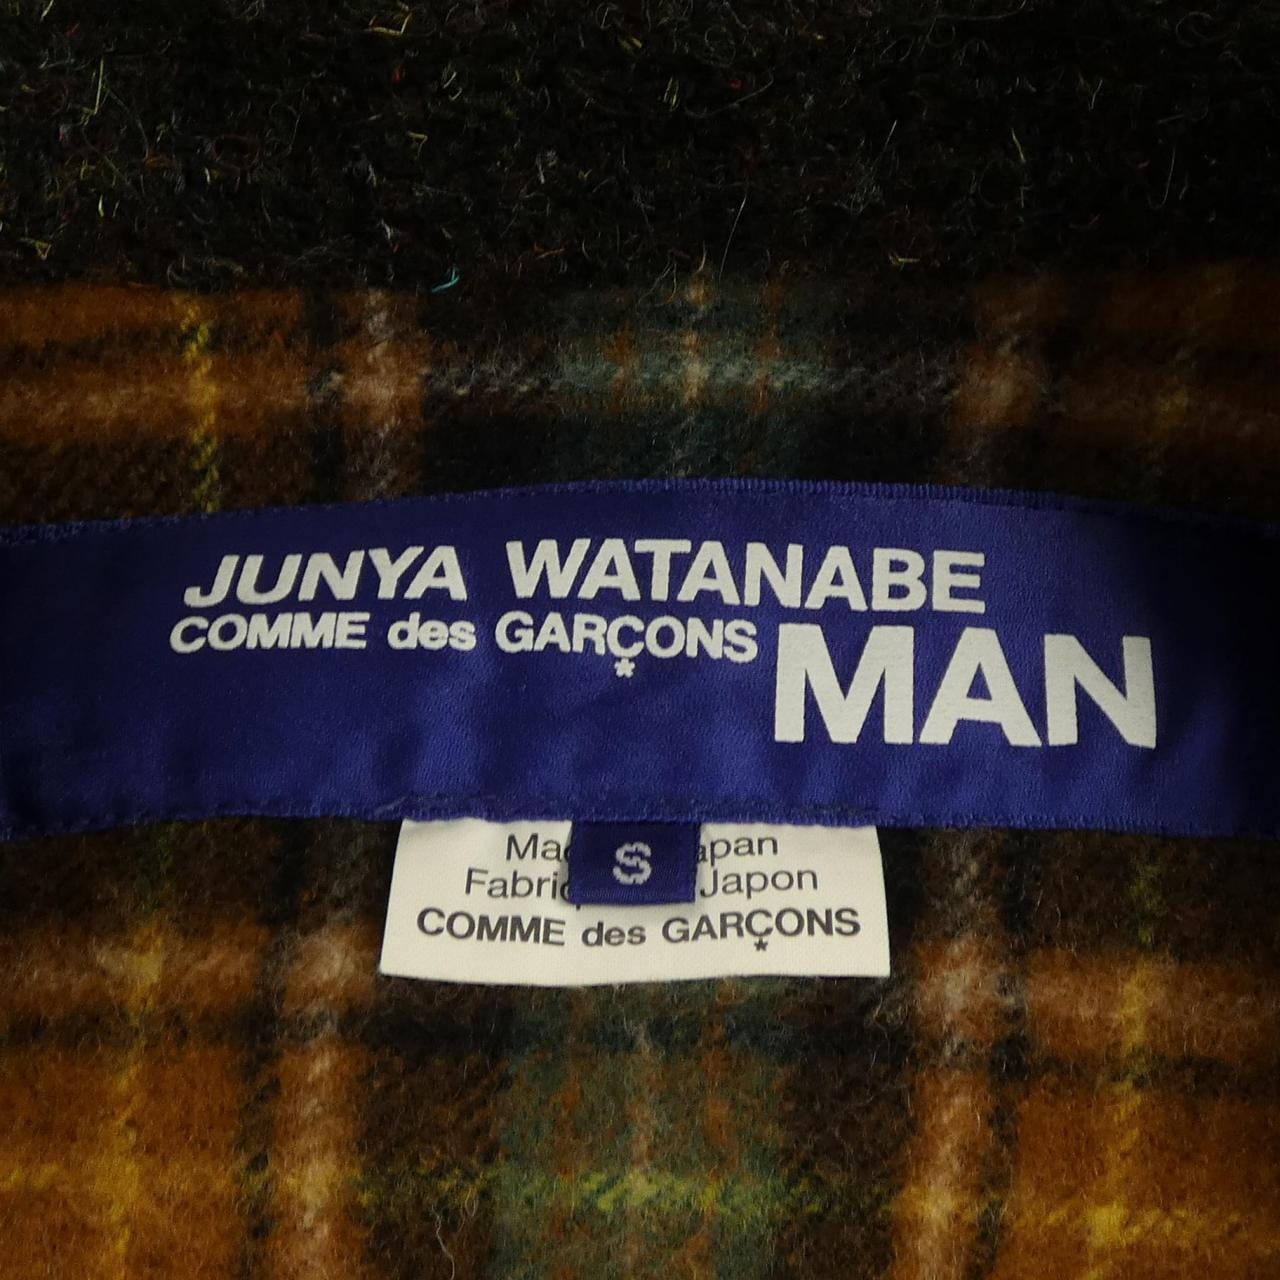 JUNYA WATANABE
COMME des GARÇONS MAN
S
COMME des GARÇONS